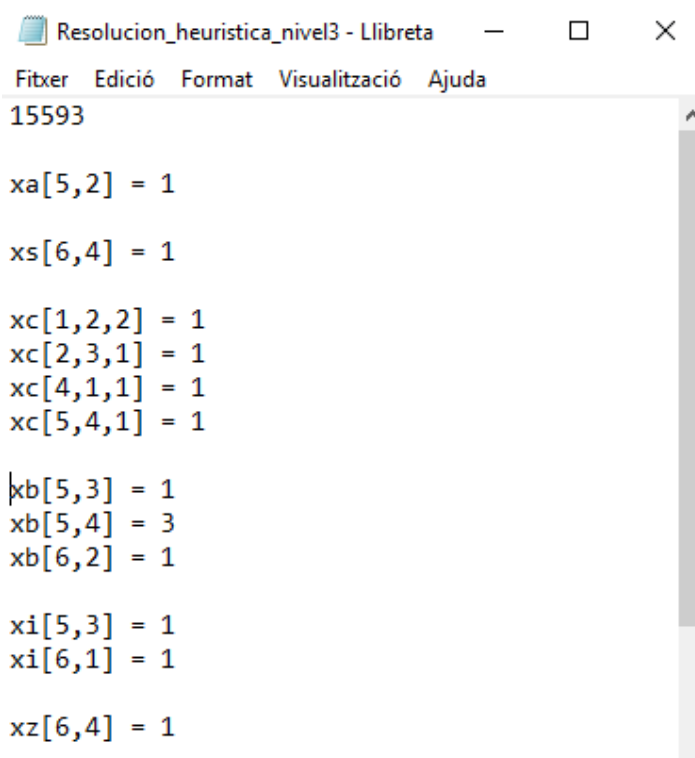 Resolucion_heuristica_nivel3 - Llibreta
Fitxer Edició Format Visualització Ajuda
15593
xa[5,2] = 1
xs[6,4] = 1
xc[1,2,2] = 1
xc[2,3,1] = 1
xc[4,1,1] = 1
xc[5,4,1] = 1
xb[5,3] = 1
xb[5,4] = 3
xb[6,2] = 1
xi[5,3] = 1
xi[6,1] = 1
xz[6,4] = 1